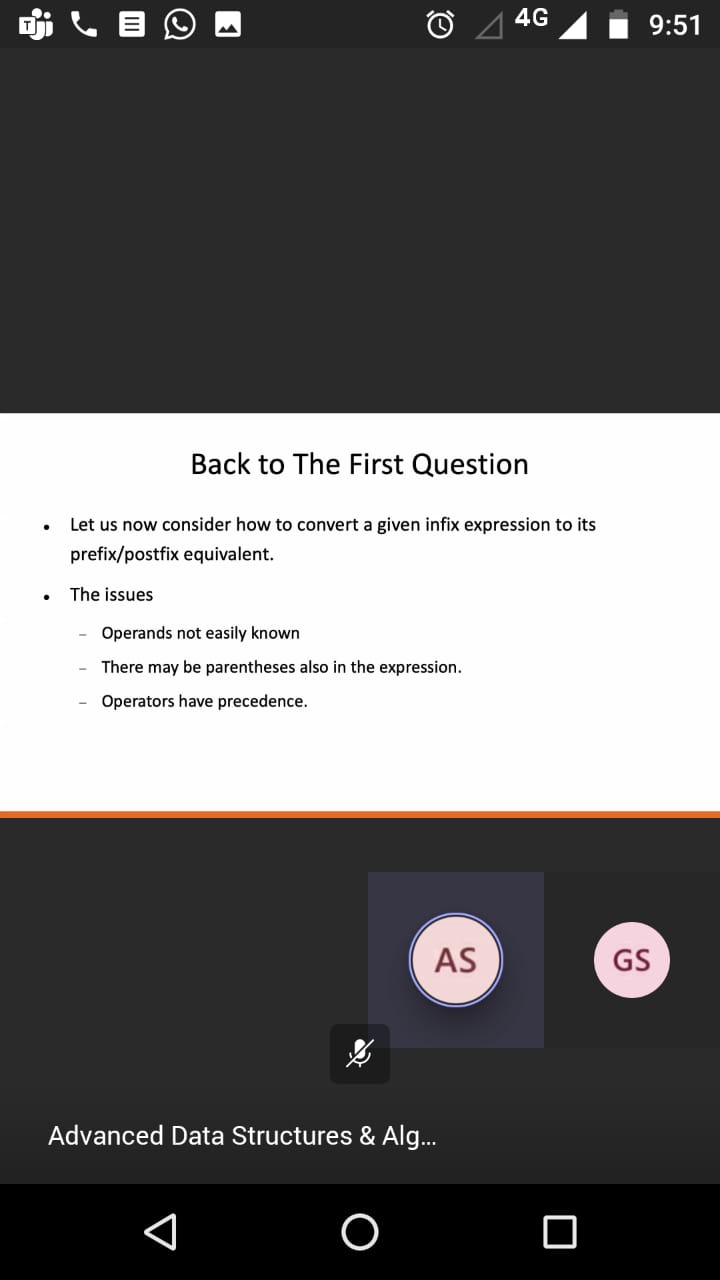 4G 9:51
Back to The First Question
• Let us now consider how to convert a given infix expression to its
prefix/postfix equivalent.
• The issues
– Operands not easily known
– There may be parentheses also in the expression.
– Operators have precedence.
AS GS
Advanced Data Structures & Alg...